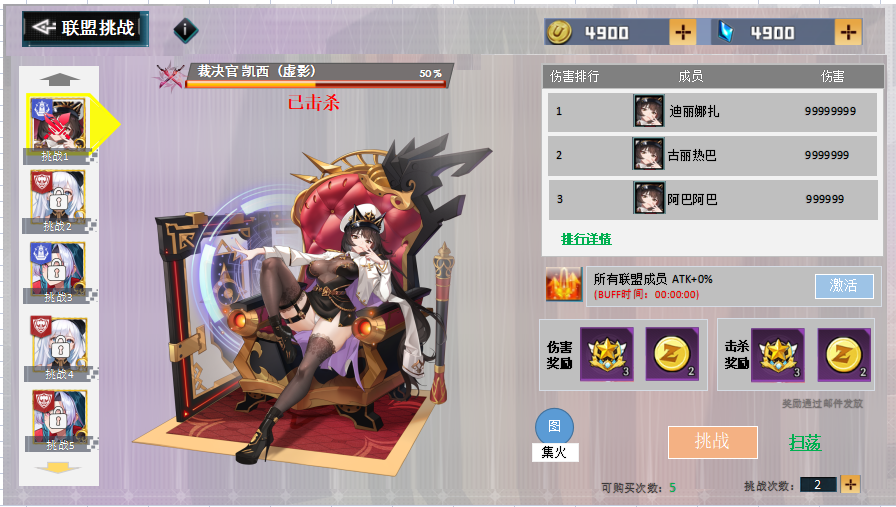 联盟挑战
i
4900
4900
裁决官 凯西（虚影）
50%
已击杀
挑战1
挑战2
挑战3
挑战4
挑战5
伤害排行 成员 伤害
1 迪丽娜扎 99999999
2 古丽热巴 9999999
3 阿巴阿巴 999999
排行详情
所有联盟成员 ATK+0%
(BUFF时间：00:00:00)
激活
伤害
奖励
3
2
击杀
奖励
3
2
奖励通过邮件发放
图
集火
挑战
扫荡
可购买次数：5
挑战次数：2